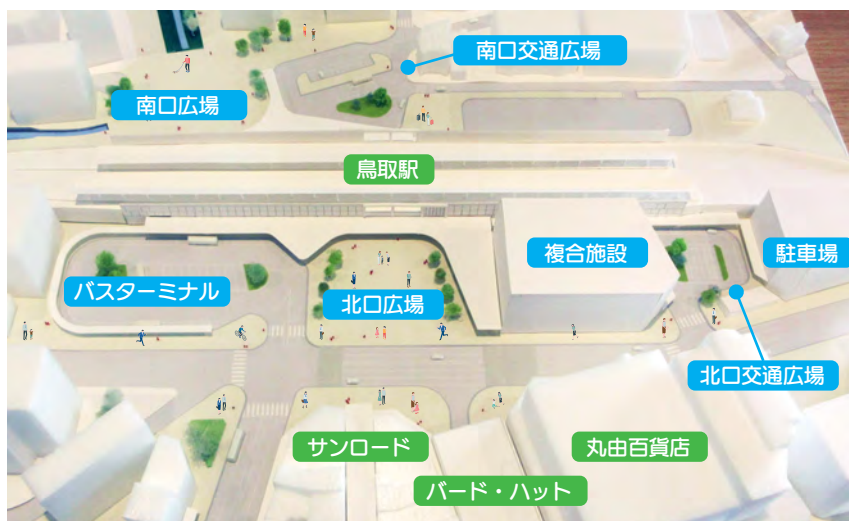 南口交通広場
南口広場
鳥取駅
複合施設
駐車場
バスターミナル
北口広場
北口交通広場
サンロード
丸由百貨店
バード・ハット